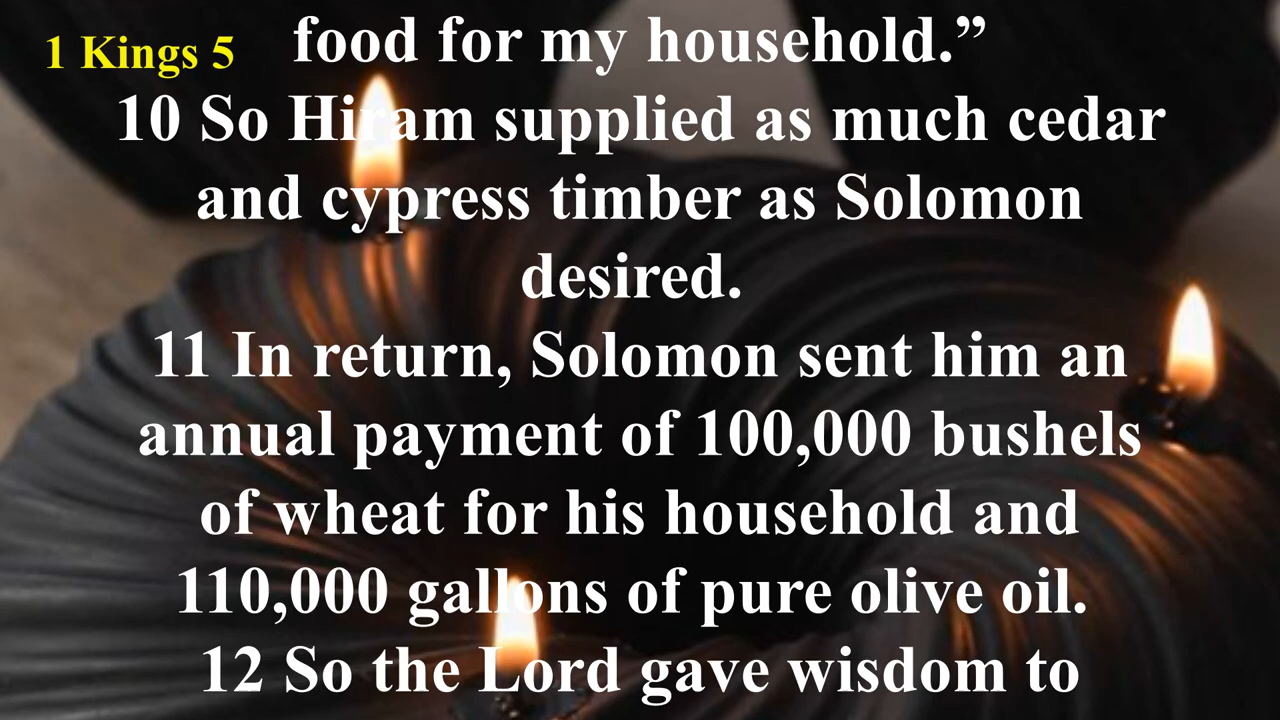 1 Kings 5
food for my household.”
10 So Hiram supplied as much cedar
and cypress timber as Solomon
desired.
11 In return, Solomon sent him an
annual payment of 100,000 bushels
of wheat for his household and
110,000 gallons of pure olive oil.
12 So the Lord gave wisdom to